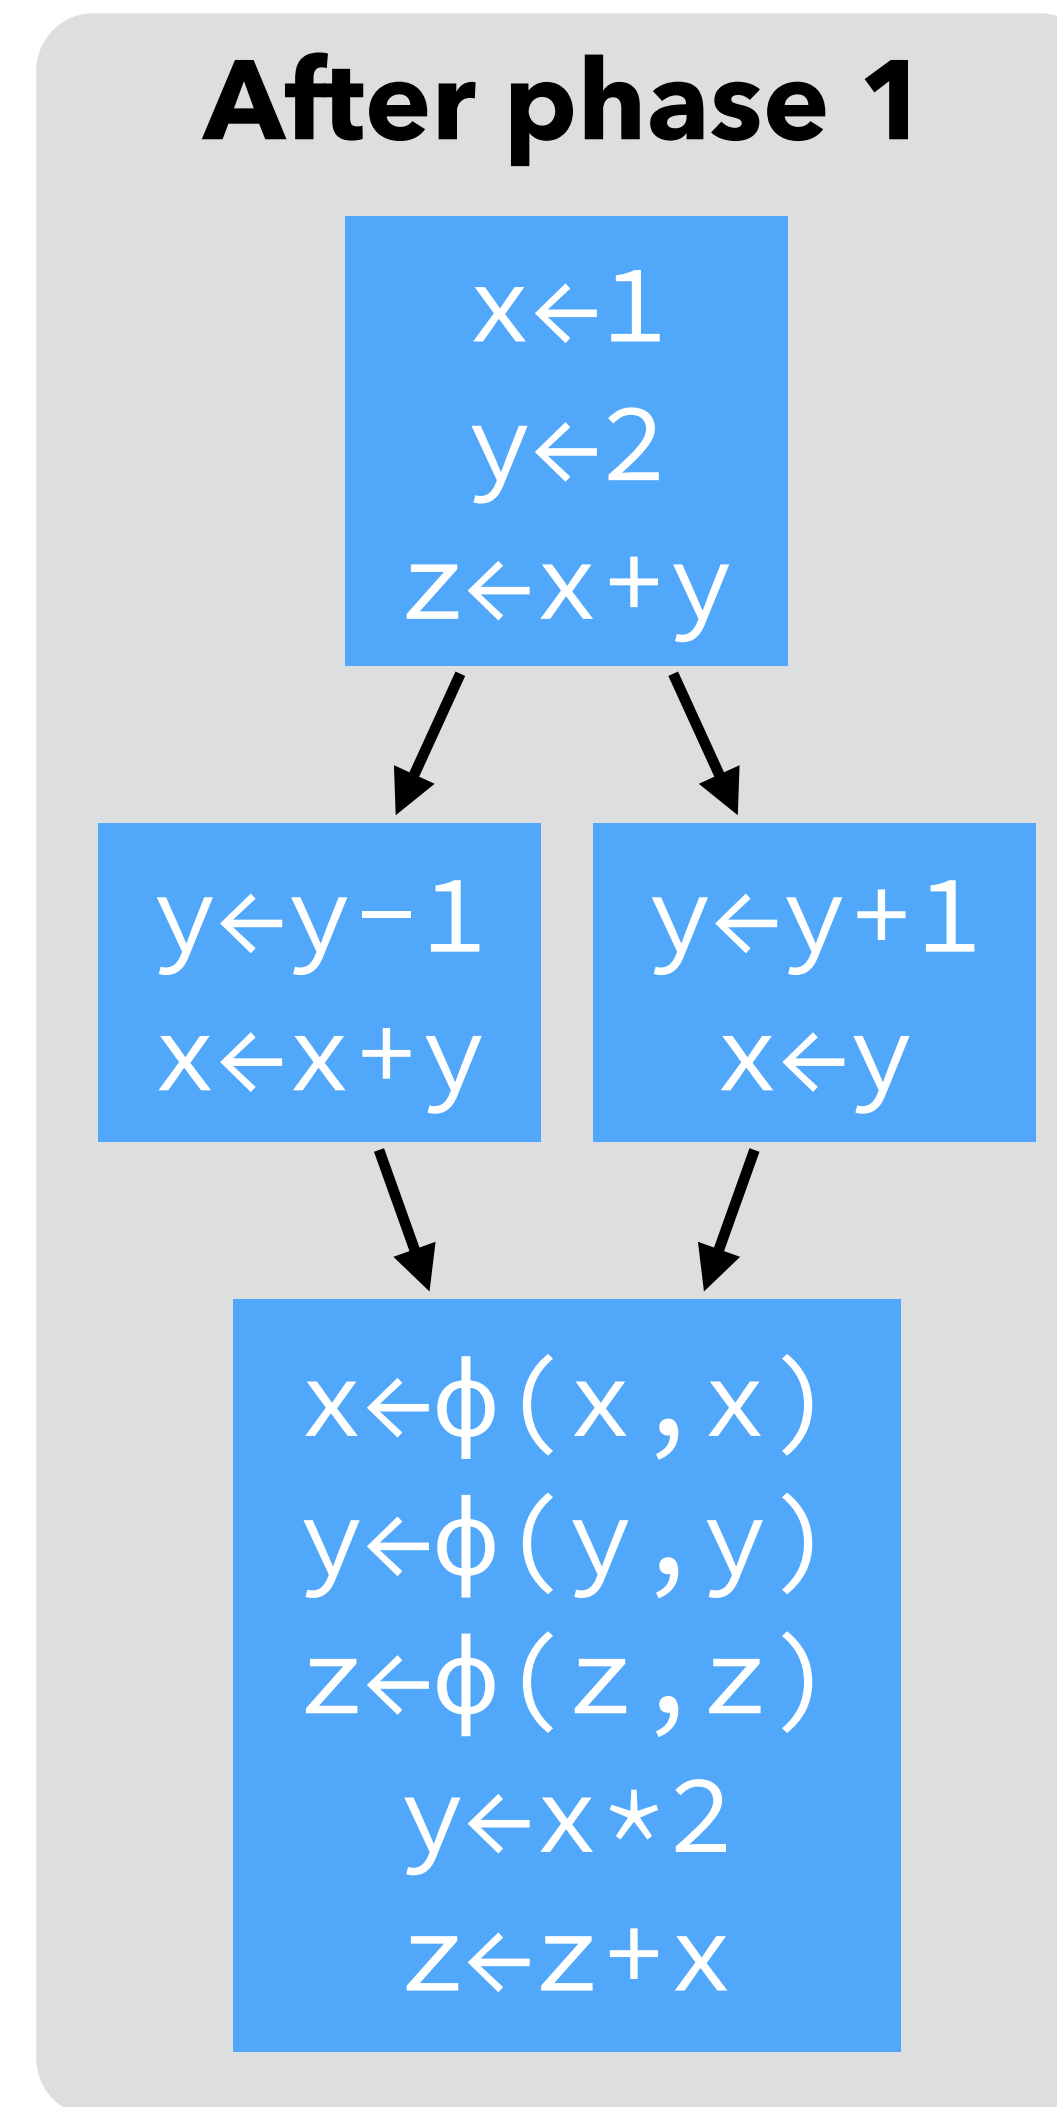 After phase 1
x←1
y←2
z←x+y
y←y-1
x←x+y
y←y+1
x←y
x←ϕ(x,x)
y←ϕ(y,y)
z←ϕ(z,z)
y←x*2
z←z+x